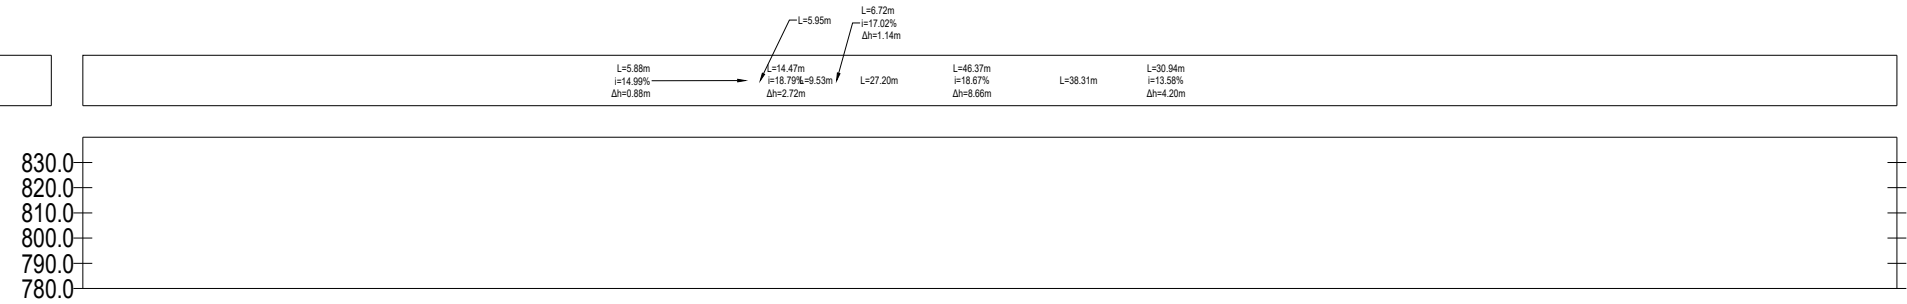 L=5.95m
L=6.72m
i=17.02%
Δh=1.14m
L=5.88m
i=14.99%
Δh=0.88m
L=14.47m
i=18.79%
Δh=2.72m
L=9.53m
L=27.20m
L=46.37m
i=18.67%
Δh=8.66m
L=38.31m
L=30.94m
i=13.58%
Δh=4.20m
830.0
820.0
810.0
800.0
790.0
780.0